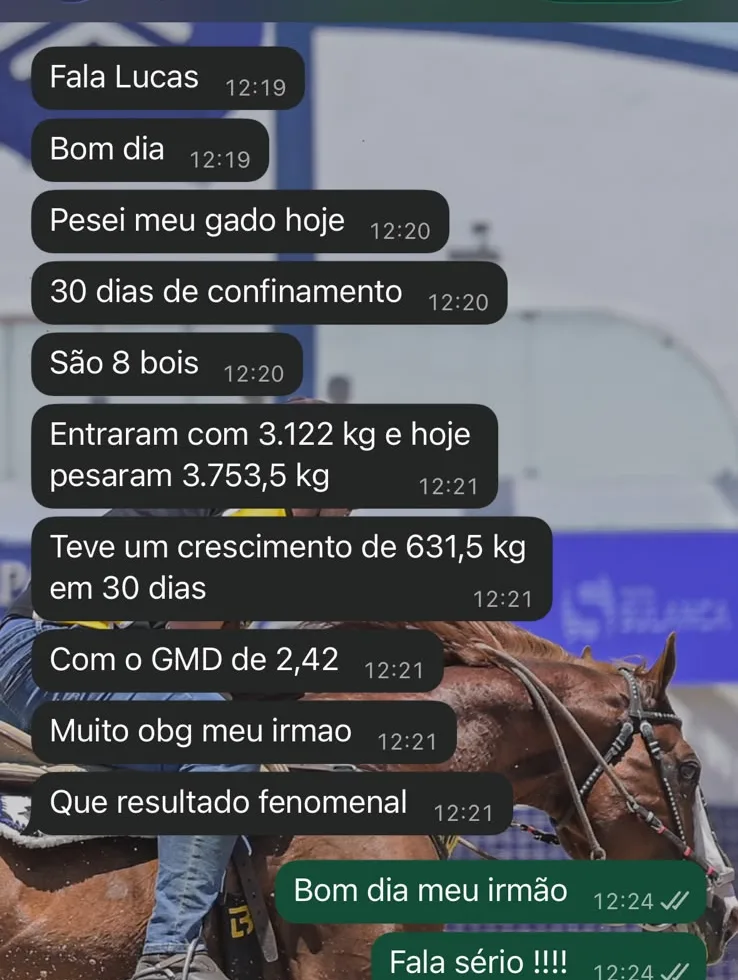 Fala Lucas 12:19
Bom dia 12:19
Pesei meu gado hoje 12:20
30 dias de confinamento 12:20
São 8 bois 12:20
Entraram com 3.122 kg e hoje
pesaram 3.753,5 kg 12:21
Teve um crescimento de 631,5 kg
em 30 dias 12:21
Com o GMD de 2,42 12:21
Muito obg meu irmao 12:21
Que resultado fenomenal 12:21
Bom dia meu irmão 12:24
Fala sério !!!! 12:24